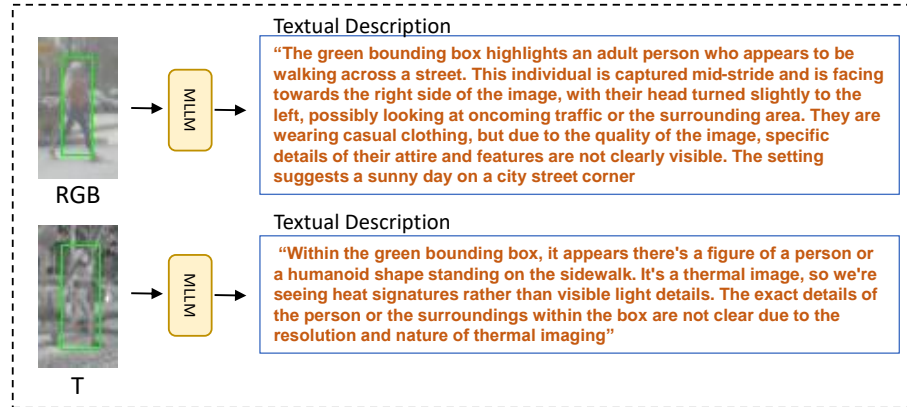 Textual Description
“The green bounding box highlights an adult person who appears to be
walking across a street. This individual is captured mid-stride and is facing
towards the right side of the image, with their head turned slightly to the
left, possibly looking at oncoming traffic or the surrounding area. They are
wearing casual clothing, but due to the quality of the image, specific
details of their attire and features are not clearly visible. The setting
suggests a sunny day on a city street corner
MLLM
RGB
Textual Description
“Within the green bounding box, it appears there's a figure of a person or
a humanoid shape standing on the sidewalk. It's a thermal image, so we're
seeing heat signatures rather than visible light details. The exact details of
the person or the surroundings within the box are not clear due to the
resolution and nature of thermal imaging”
MLLM
T